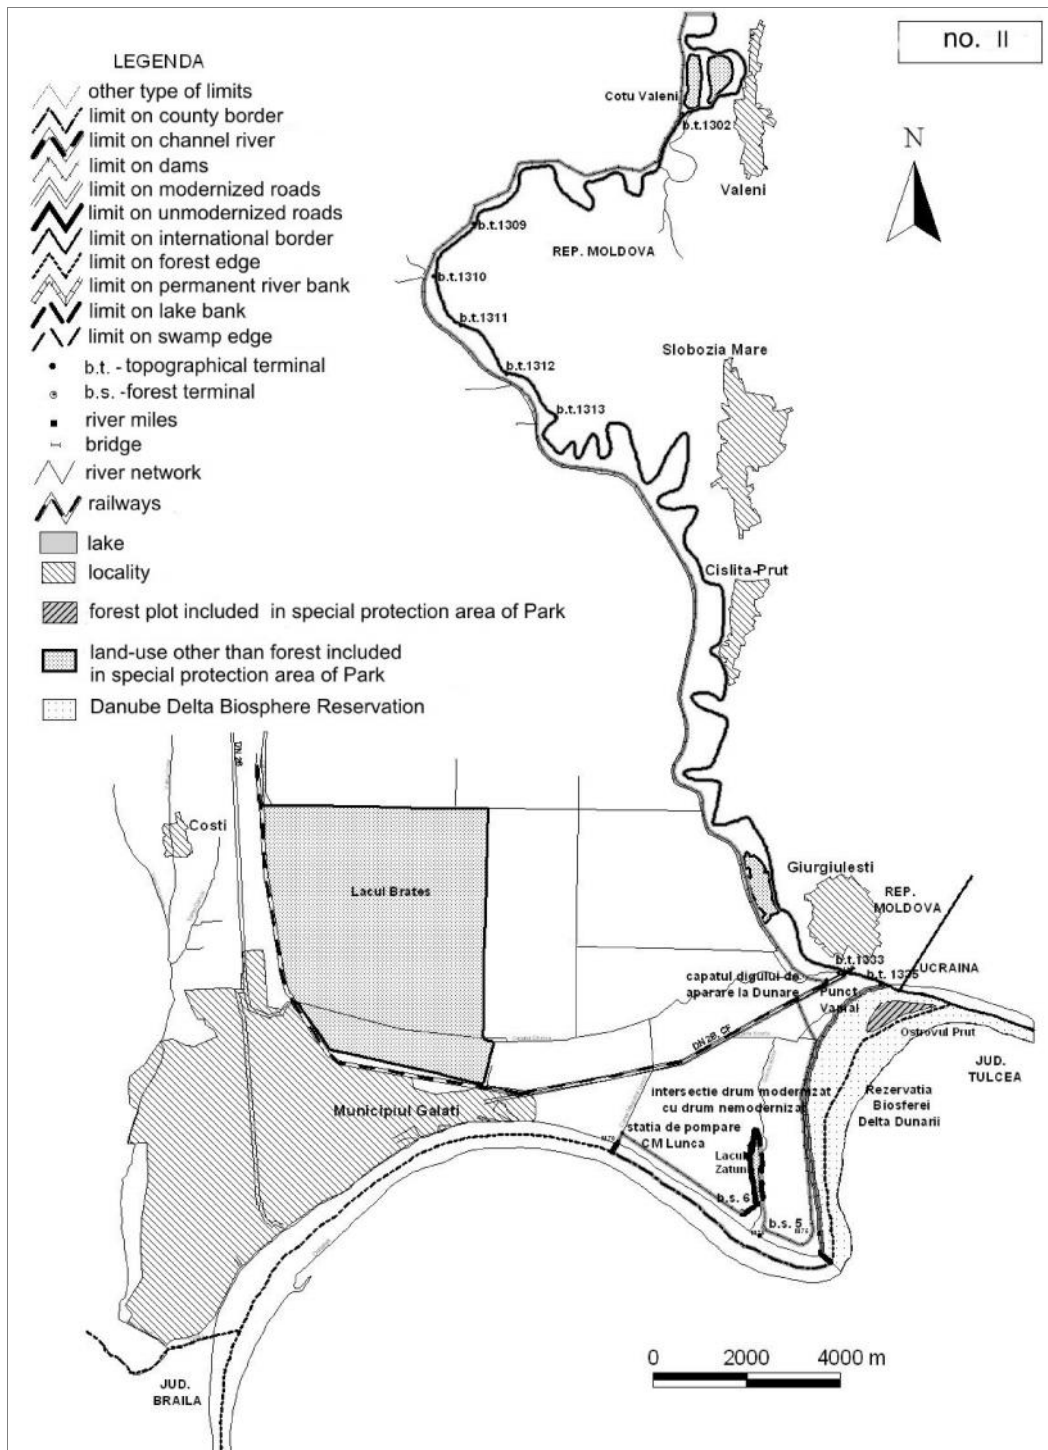 no. II
LEGENDA
other type of limits
limit on county border
limit on channel river
limit on dams
limit on modernized roads
limit on unmodernized roads
limit on international border
limit on forest edge
limit on permanent river bank
limit on lake bank
limit on swamp edge
b.t. - topographical terminal
b.s. -forest terminal
river miles
bridge
river network
railways
lake
locality
forest plot included in special protection area of Park
land-use other than forest included
in special protection area of Park
Danube Delta Biosphere Reservation
N
Cotu Valeni
b.t.1302
Valeni
b.t.1309
REP. MOLDOVA
b.t.1310
b.t.1311
Slobozia Mare
b.t.1312
b.t.1313
Cislita-Prut
DN 2B
Costi
Lacul Brates
Giurgiulesti
REP.
MOLDOVA
b.t.1333
b.t. 1335
UCRAINA
capatul digului de
aparare la Dunare
Punct
Vamal
Ostrovul Prut
DN 2B, CF
JUD.
TULCEA
Rezervatia
Biosferei
Delta Dunarii
intersectie drum modernizat
cu drum nemodernizat
Municipiul Galati
statia de pompare
CM Lunca
Lacul
Zatun
b.s. 6
b.s. 5
0 2000 4000 m
JUD.
BRAILA